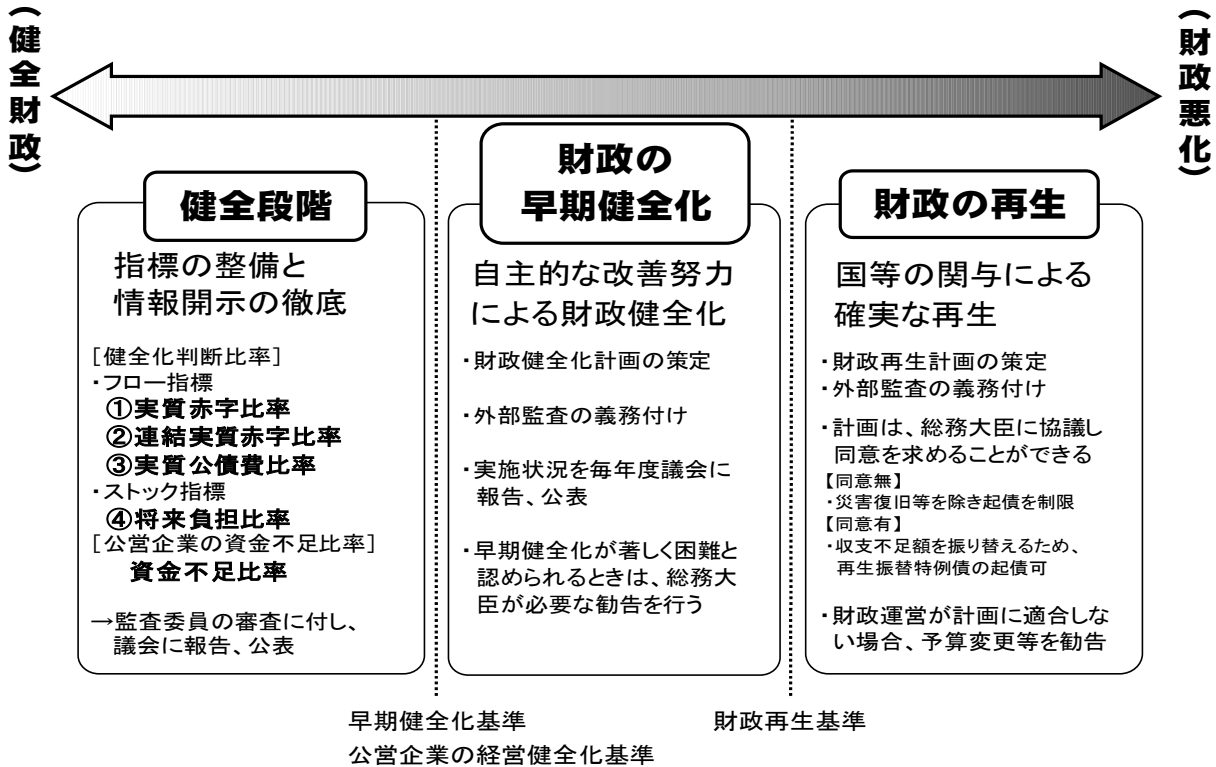 （健全財政）
（財政悪化）
健全段階
指標の整備と
情報開示の徹底
［健全化判断比率］
・フロー指標
①実質赤字比率
②連結実質赤字比率
③実質公債費比率
・ストック指標
④将来負担比率
［公営企業の資金不足比率］
資金不足比率
→監査委員の審査に付し、
議会に報告、公表
財政の
早期健全化
自主的な改善努力
による財政健全化
・財政健全化計画の策定
・外部監査の義務付け
・実施状況を毎年度議会に
報告、公表
・早期健全化が著しく困難と
認められるときは、総務大
臣が必要な勧告を行う
財政の再生
国等の関与による
確実な再生
・財政再生計画の策定
・外部監査の義務付け
・計画は、総務大臣に協議し
同意を求めることができる
【同意無】
・災害復旧等を除き起債を制限
【同意有】
・収支不足額を振り替えるため、
再生振替特例債の起債可
・財政運営が計画に適合しな
い場合、予算変更等を勧告
早期健全化基準
公営企業の経営健全化基準
財政再生基準